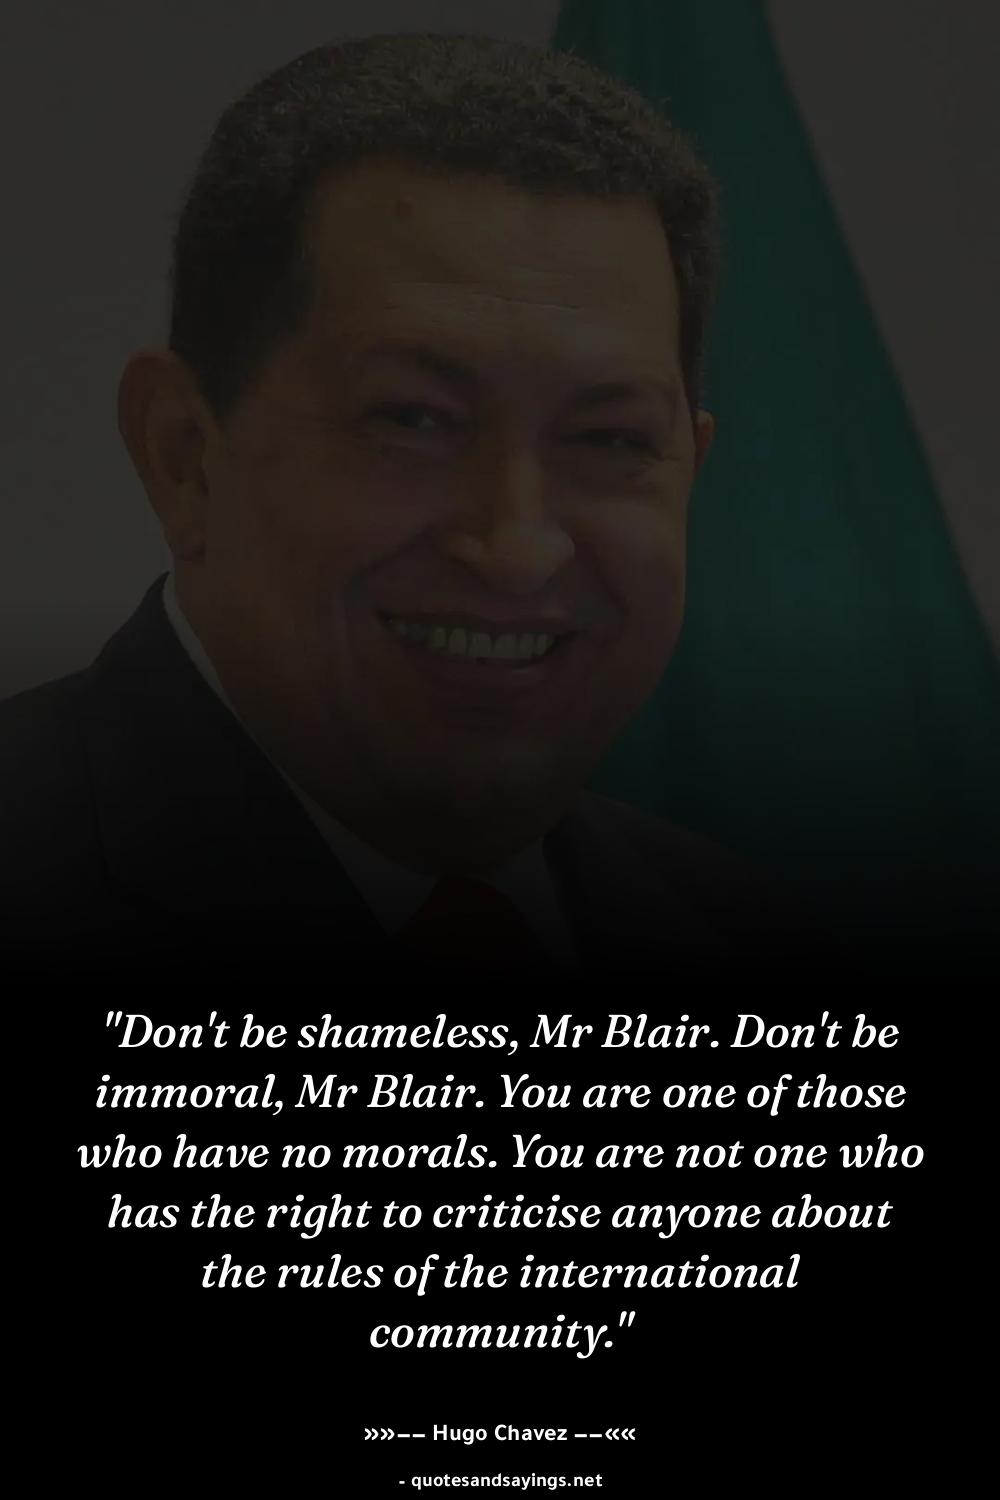 "Don't be shameless, Mr Blair. Don't be
immoral, Mr Blair. You are one of those
who have no morals. You are not one who
has the right to criticise anyone about
the rules of the international
community."
»»−− Hugo Chavez −−««
- quotesandsayings.net